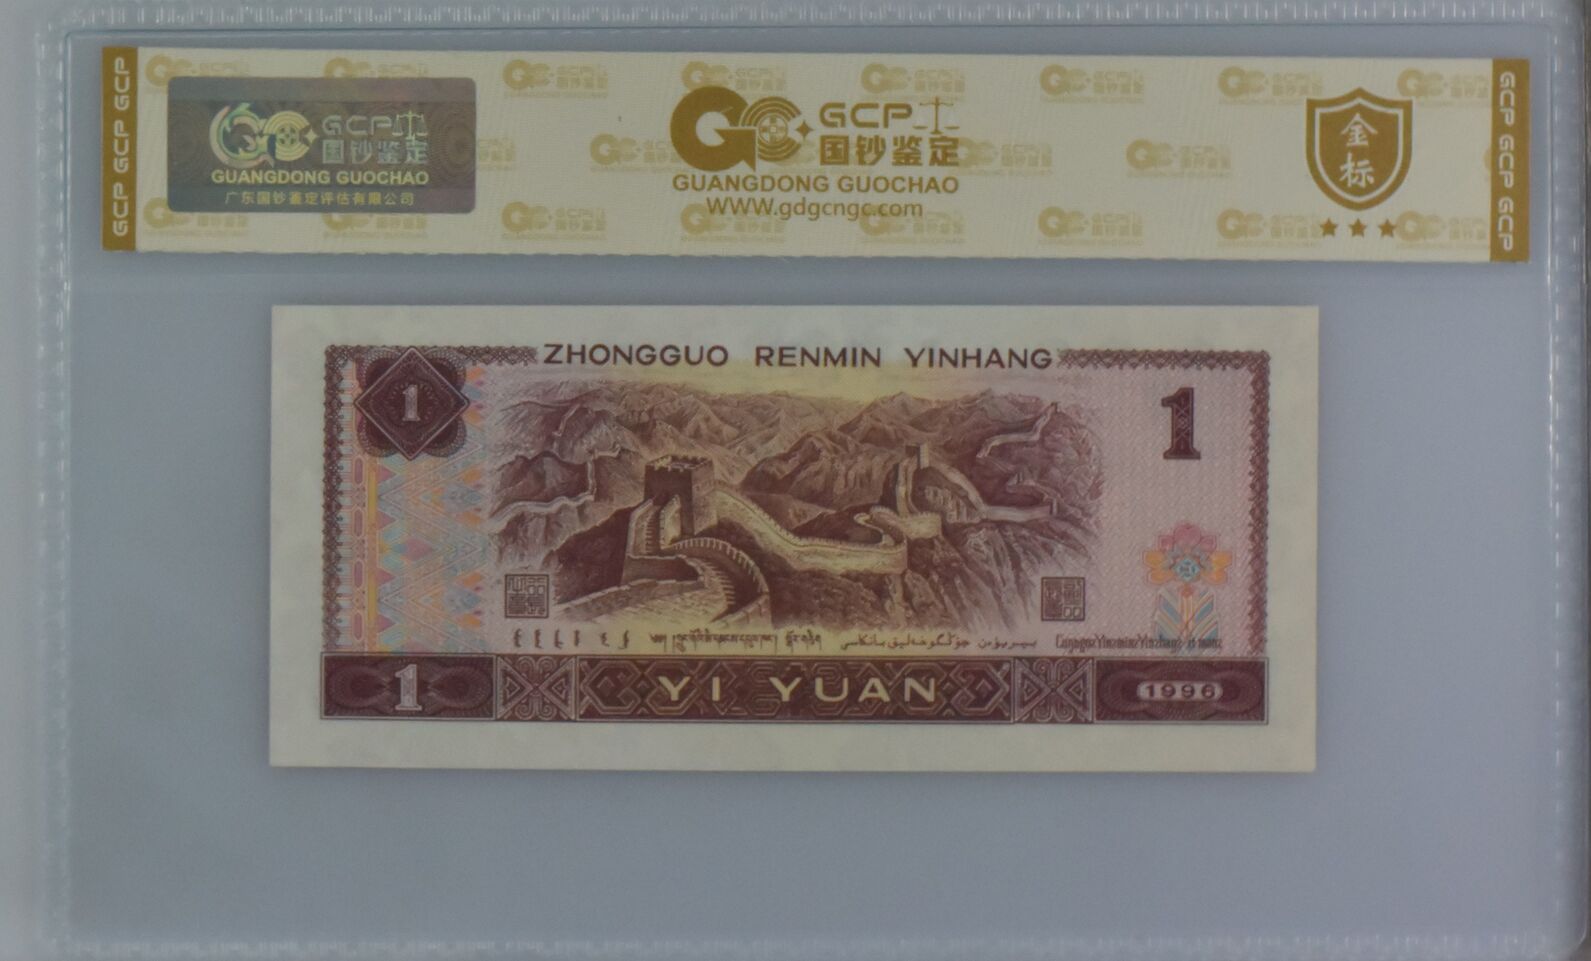 GCP GCP GCP
GCP
国钞鉴定
GUANGDONG GUOCHAO
广东国钞鉴定评估有限公司
GCP
国钞鉴定
GUANGDONG GUOCHAO
WWW.gdgcngc.com
金标
GCP GCP GCP
ZHONGGUO RENMIN YINHANG
1
1
1
YI YUAN
1996